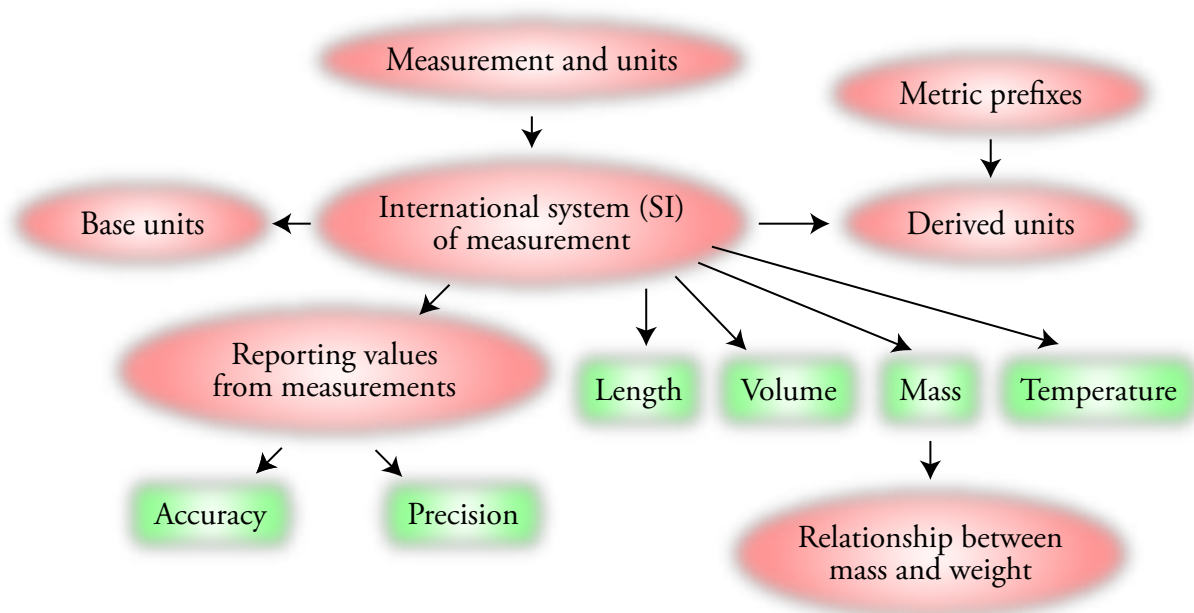 Measurement and units
Metric prefixes
Base units
International system (SI)
of measurement
Derived units
Reporting values
from measurements
Length
Volume
Mass
Temperature
Accuracy
Precision
Relationship between
mass and weight